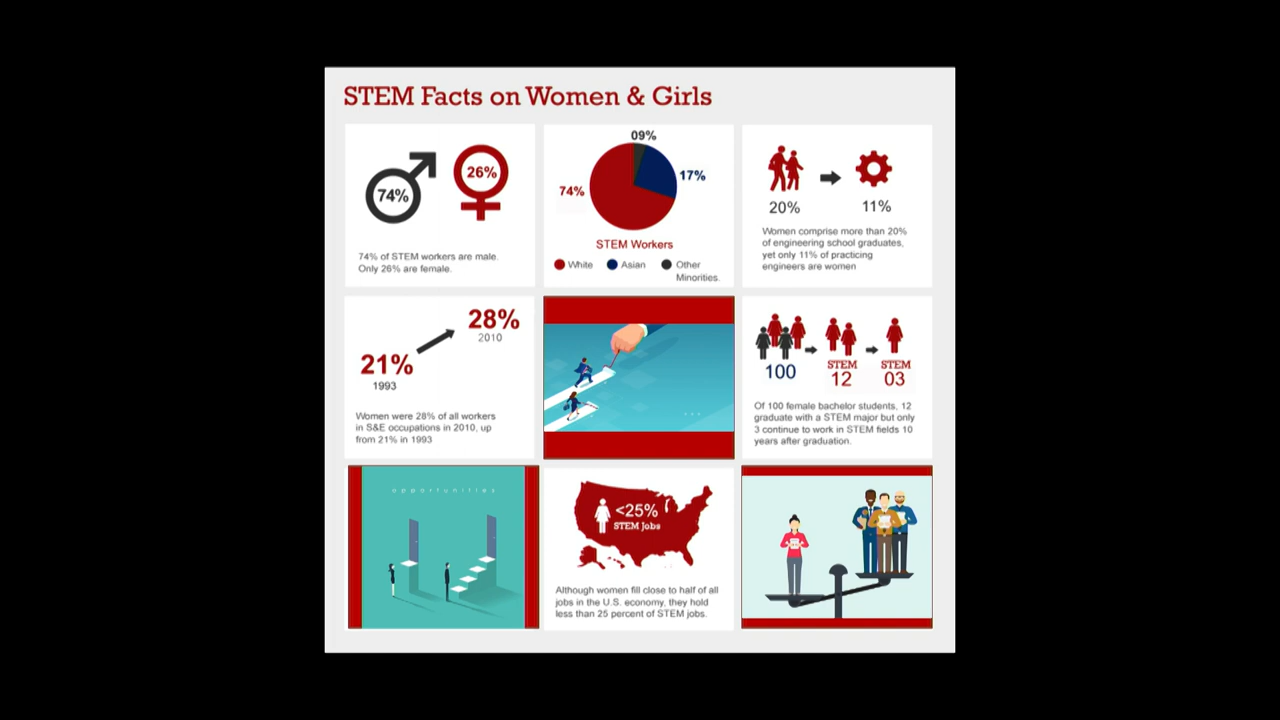 STEM Facts on Women & Girls
74%
26%
74% of STEM workers are male.
Only 26% are female.
09%
74%
17%
STEM Workers
White
Asian
Other
Minorities.
20%
11%
Women comprise more than 20%
of engineering school graduates,
yet only 11% of practicing
engineers are women
28%
2010
21%
1993
Women were 28% of all workers
in S&E occupations in 2010, up
from 21% in 1993
100
STEM
12
STEM
03
Of 100 female bachelor students, 12
graduate with a STEM major but only
3 continue to work in STEM fields 10
years after graduation.
opportunities
<25%
STEM Jobs
Although women fill close to half of all
jobs in the U.S. economy, they hold
less than 25 percent of STEM jobs.